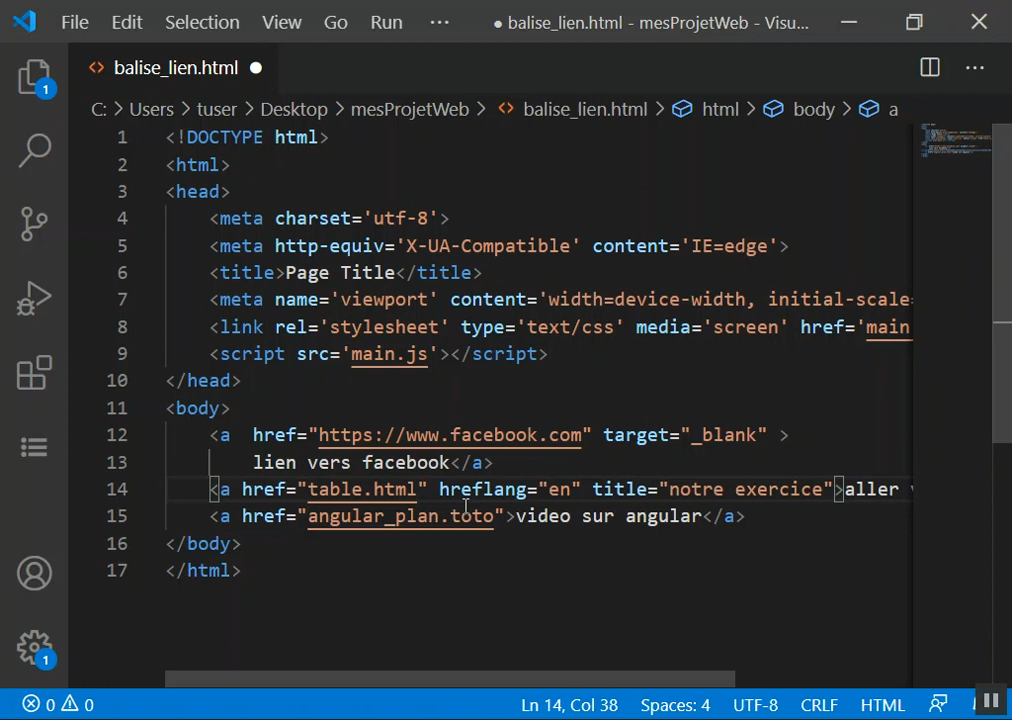 File Edit Selection View Go Run ··· ● balise_lien.html - mesProjetWeb - Visu...
<> balise_lien.html ●
C: > Users > tuser > Desktop > mesProjetWeb > <> balise_lien.html > html > body > a
1 <!DOCTYPE html>
2 <html>
3 <head>
4 <meta charset='utf-8'>
5 <meta http-equiv='X-UA-Compatible' content='IE=edge'>
6 <title>Page Title</title>
7 <meta name='viewport' content='width=device-width, initial-scale=
8 <link rel='stylesheet' type='text/css' media='screen' href='main
9 <script src='main.js'></script>
10 </head>
11 <body>
12 <a  href="https://www.facebook.com" target="_blank" >
13 lien vers facebook</a>
14 <a href="table.html" hreflang="en" title="notre exercice">aller
15 <a href="angular_plan.toto">video sur angular</a>
16 </body>
17 </html>
1
1
0 0 Ln 14, Col 38 Spaces: 4 UTF-8 CRLF HTML